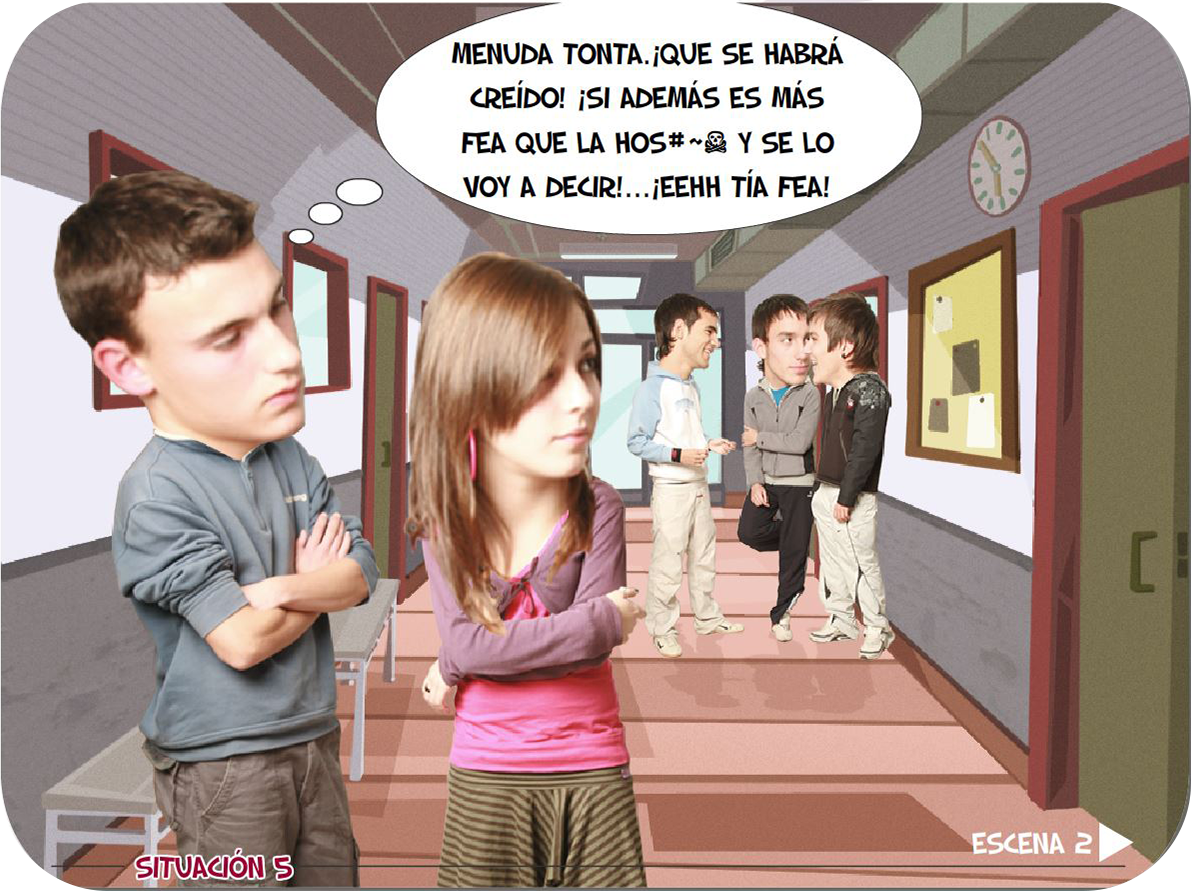 MENUDA TONTA.¡QUE SE HABRÁ
CREÍDO! ¡SI ADEMÁS ES MÁS
FEA QUE LA HOS#~☠ Y SE LO
VOY A DECIR!...¡EEHH TÍA FEA!
ESCENA 2
SITUACIÓN 5